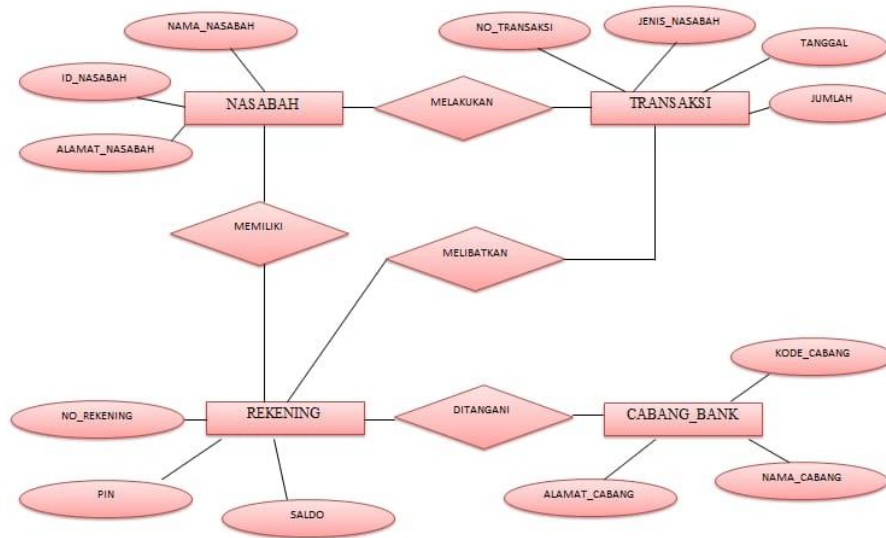 NAMA_NASABAH
NO_TRANSAKSI
JENIS_NASABAH
TANGGAL
ID_NASABAH
NASABAH
MELAKUKAN
TRANSAKSI
JUMLAH
ALAMAT_NASABAH
MEMILIKI
MELIBATKAN
KODE_CABANG
NO_REKENING
REKENING
DITANGANI
CABANG_BANK
PIN
SALDO
ALAMAT_CABANG
NAMA_CABANG